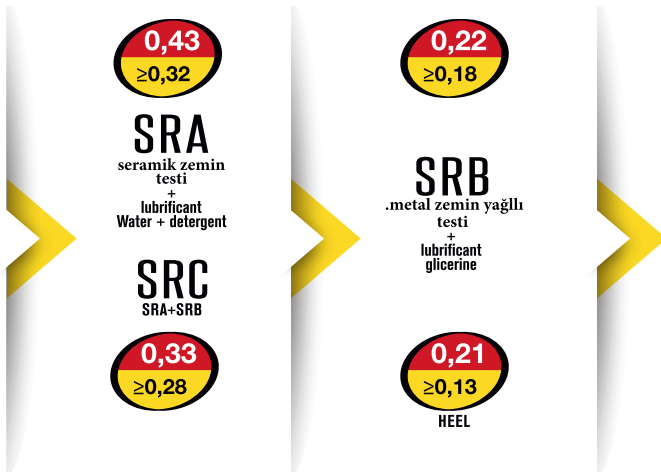 0,43
≥0,32
SRA
seramik zemin
testi
+
lubrificant
Water + detergent
SRC
SRA+SRB
0,33
≥0,28
0,22
≥0,18
SRB
.metal zemin yağllı
testi
+
lubrificant
glicerine
0,21
≥0,13
HEEL